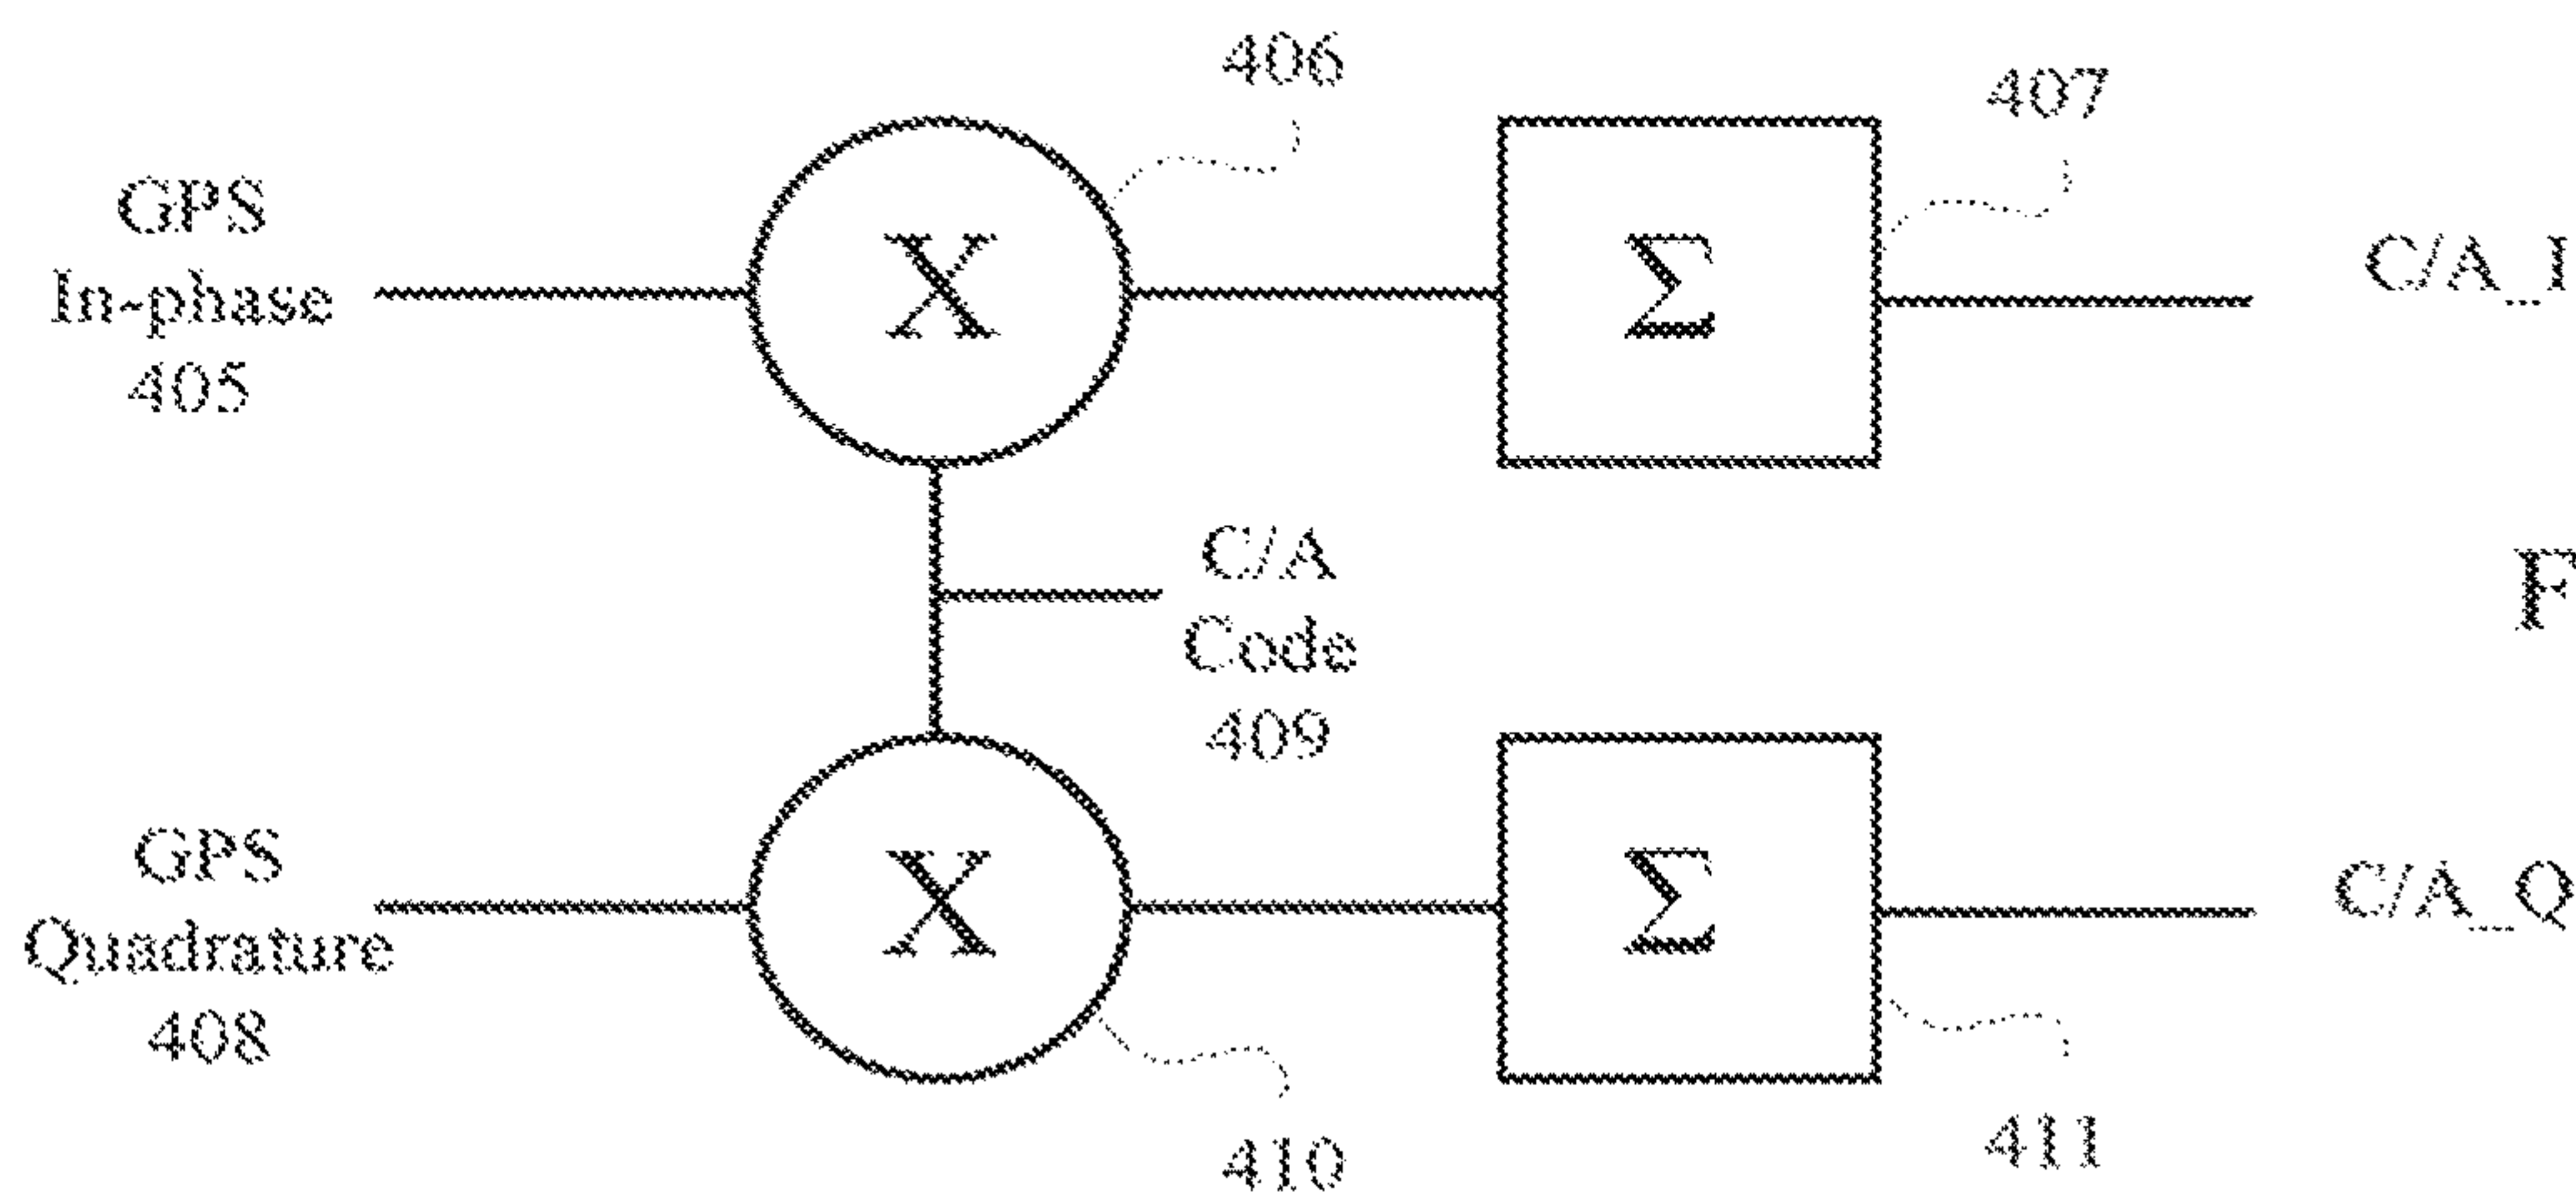 406
407
GPS
In-phase
405
X
Σ
C/A_I
C/A
Code
409
F
GPS
Quadrature
408
X
Σ
C/A_Q
410
411